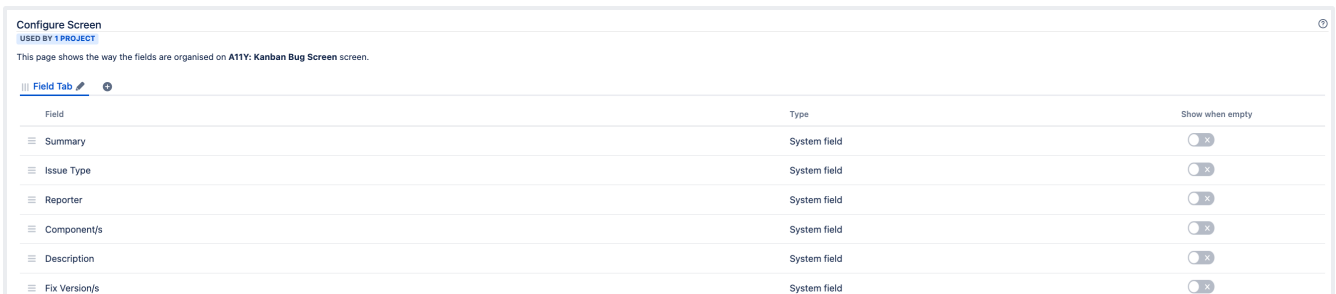 Configure Screen
USED BY 1 PROJECT
This page shows the way the fields are organised on A11Y: Kanban Bug Screen screen.
Field Tab
Field Type Show when empty
Summary System field
Issue Type System field
Reporter System field
Component/s System field
Description System field
Fix Version/s System field